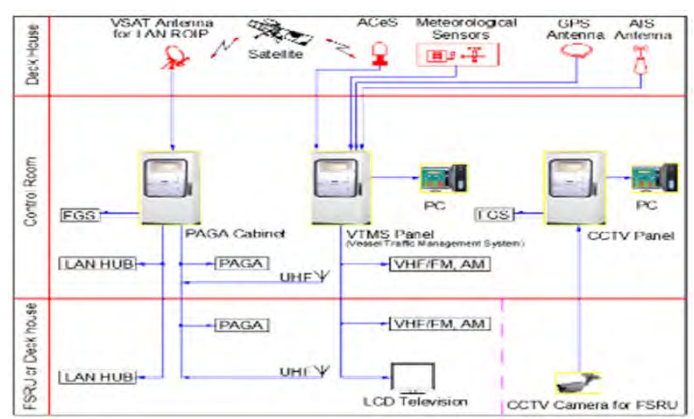 Deck House
VSAT Antenna
for LAN ROIP
Satellite
ACeS
Meteorological
Sensors
GPS
Antenna
AIS
Antenna
Control Room
FGS
PAGA Cabinet
LAN HUB
PAGA
UHF
PC
VTMS Panel
(Vessel Traffic Management System)
VHF/FM, AM
PC
CCTV Panel
FSRU or Deck house
PAGA
LAN HUB
UHF
VHF/FM, AM
LCD Television
CCTV Camera for FSRU